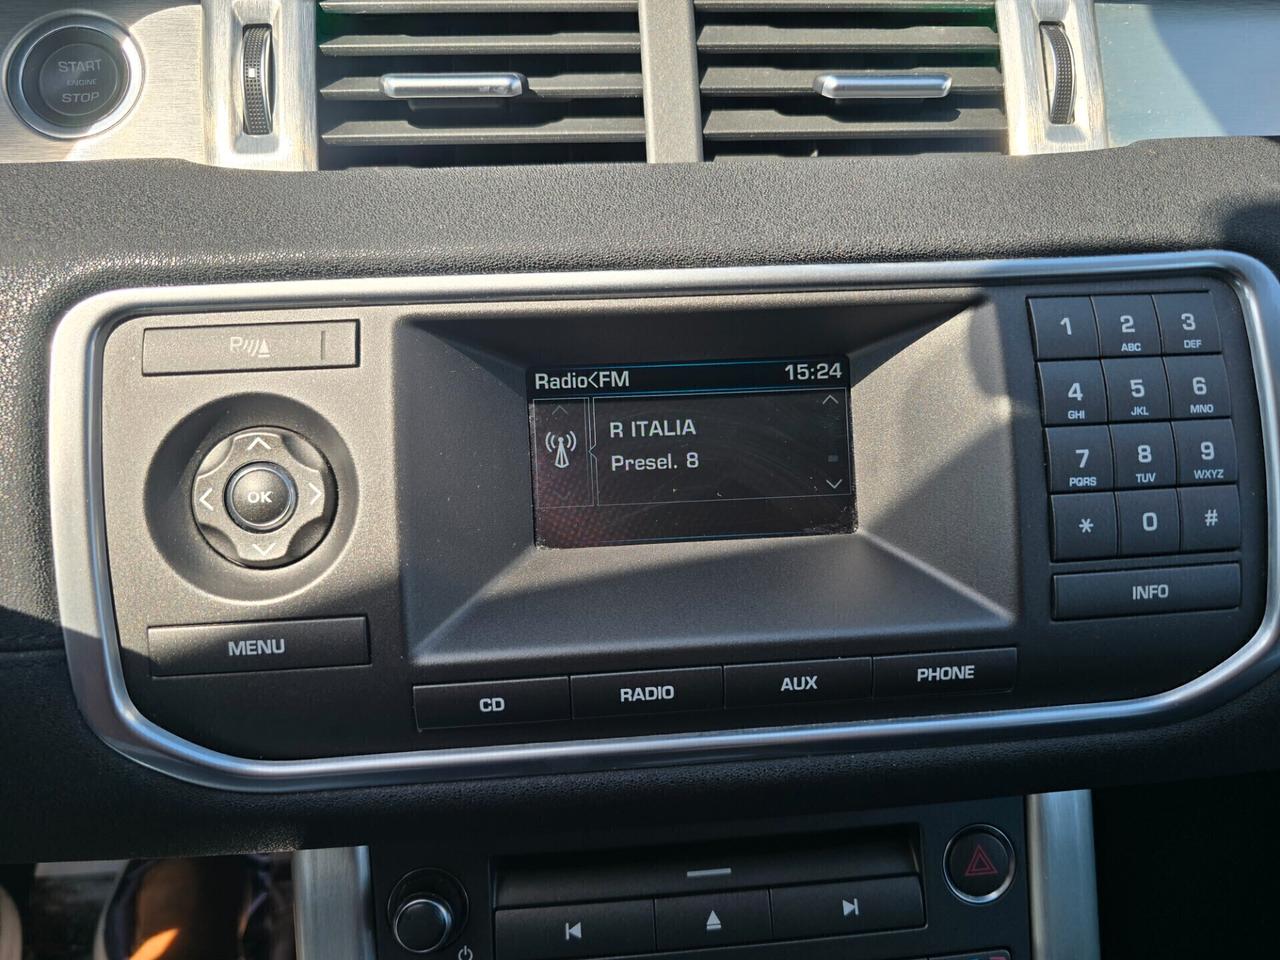 START
ENGINE
STOP
P
Radio<FM 15:24
R ITALIA
Presel. 8
OK
MENU
CD
RADIO
AUX
PHONE
1
2 ABC
3 DEF
4 GHI
5 JKL
6 MNO
7 PQRS
8 TUV
9 WXYZ
*
0
#
INFO